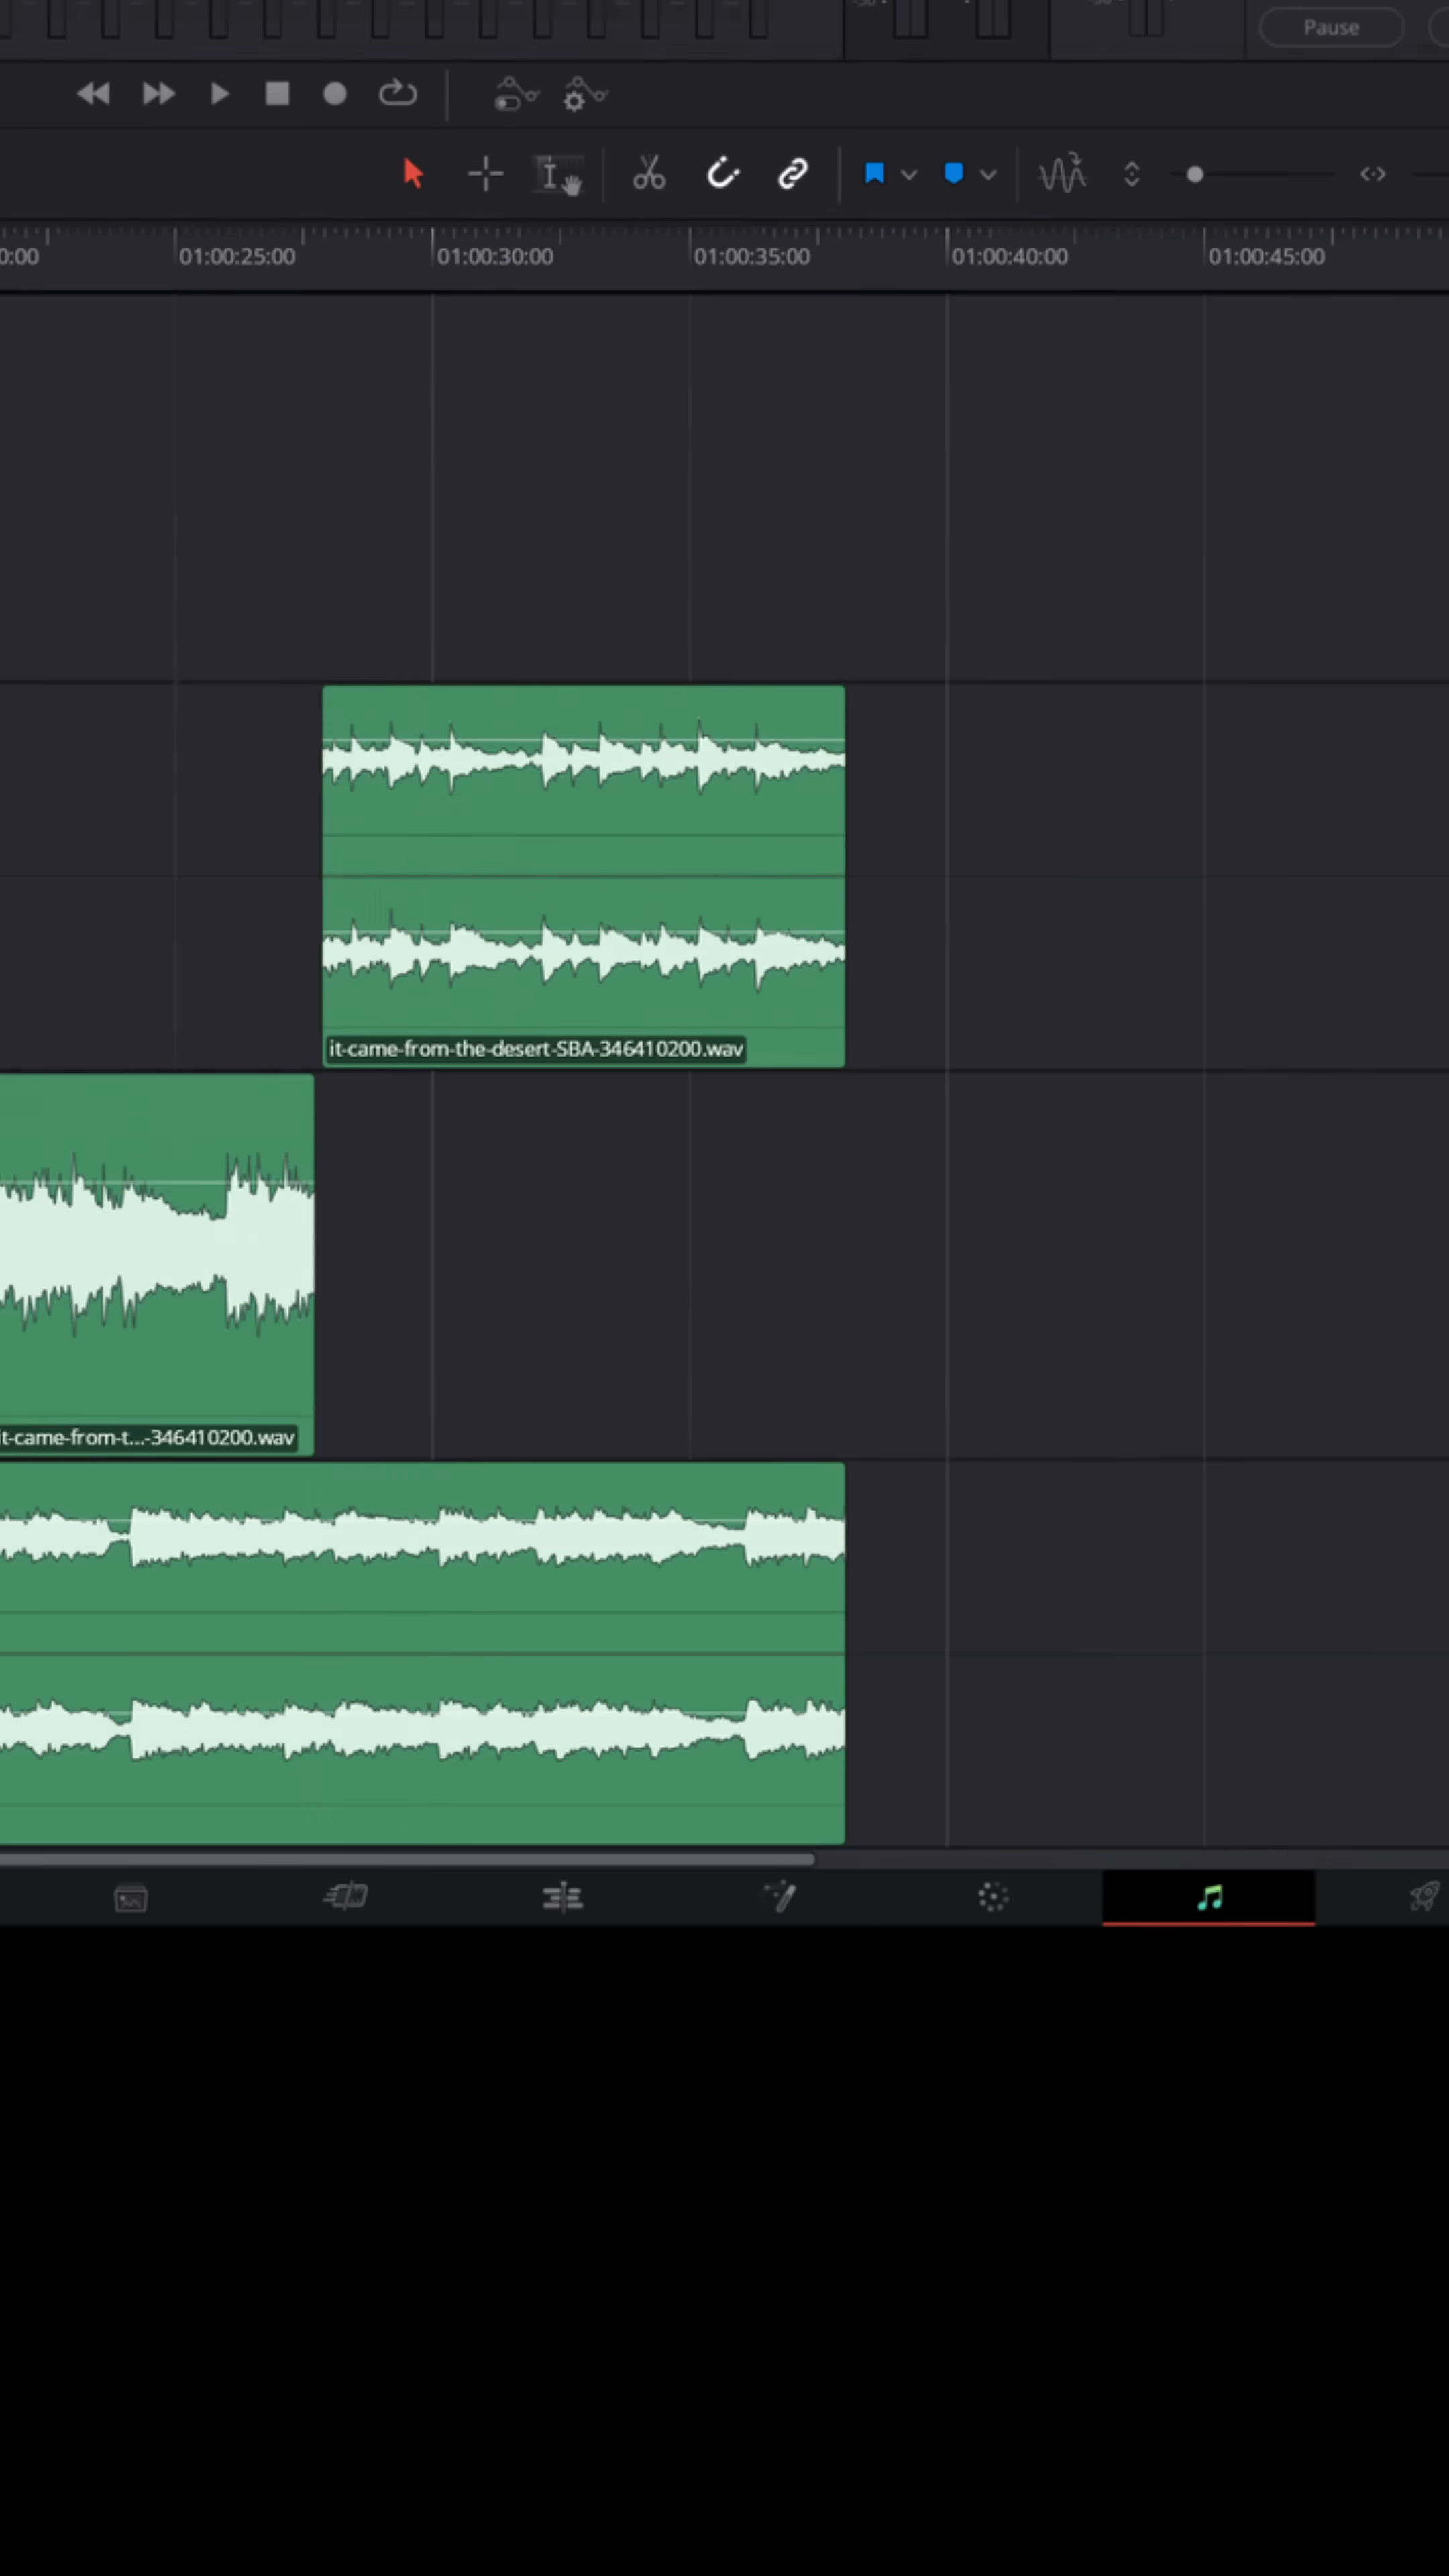 Pause
0:00 01:00:25:00 01:00:30:00 01:00:35:00 01:00:40:00 01:00:45:00
it-came-from-the-desert-SBA-346410200.wav
it-came-from-t...-346410200.wav